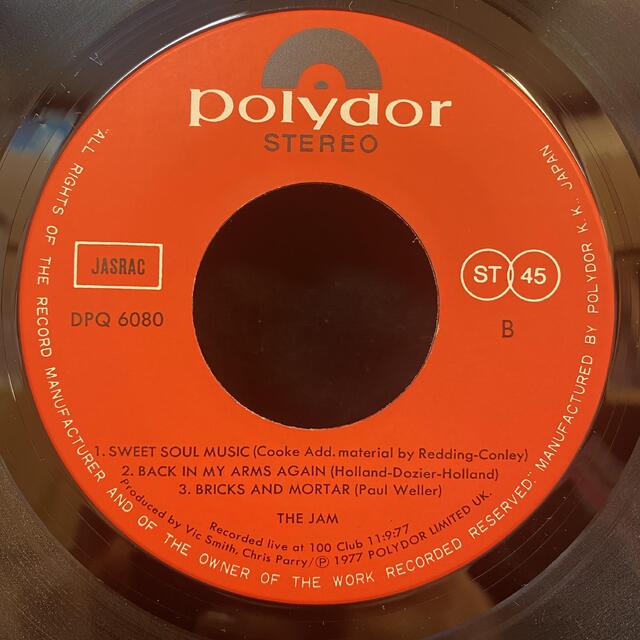 polydor
STEREO
JASRAC
DPQ 6080
ST 45
B
1. SWEET SOUL MUSIC (Cooke Add. material by Redding-Conley)
2. BACK IN MY ARMS AGAIN (Holland-Dozier-Holland)
3. BRICKS AND MORTAR (Paul Weller)
THE JAM
Recorded live at 100 Club 11:9:77
Produced by Vic Smith, Chris Parry/Ⓟ 1977 POLYDOR LIMITED UK.
"ALL RIGHTS OF THE RECORD MANUFACTURER AND OF THE OWNER OF THE WORK RECORDED RESERVED." MANUFACTURED BY POLYDOR K.K. JAPAN